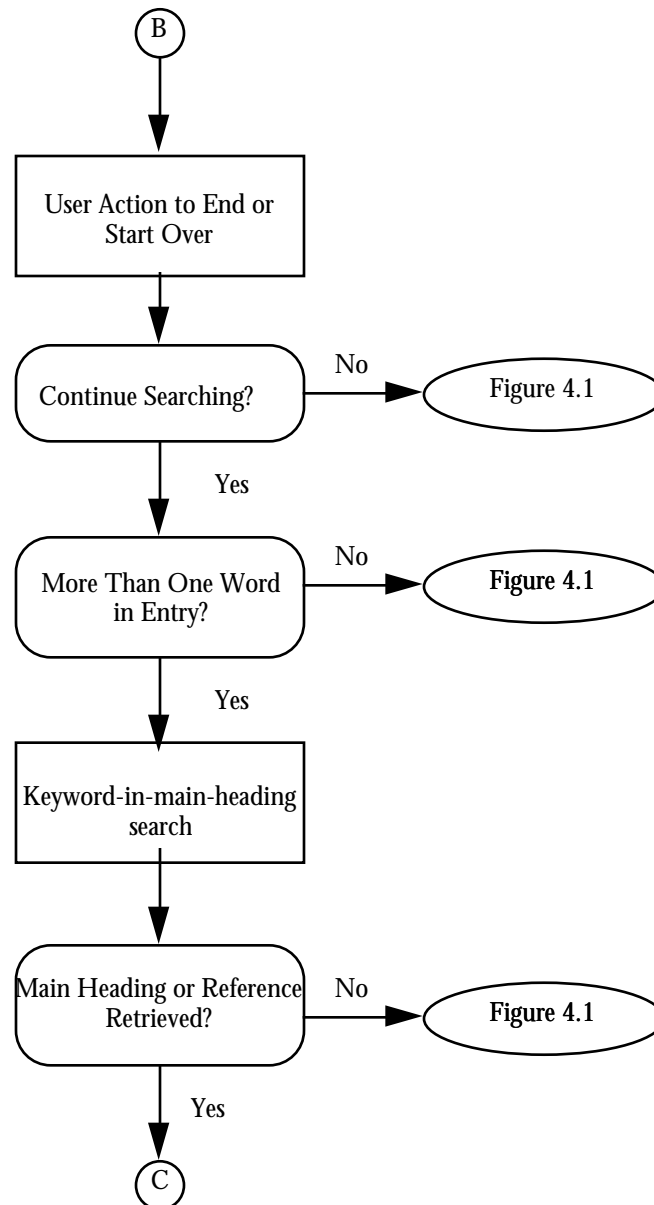 B
User Action to End or
Start Over
Continue Searching?
No
Figure 4.1
Yes
More Than One Word
in Entry?
No
Figure 4.1
Yes
Keyword-in-main-heading
search
Main Heading or Reference
Retrieved?
No
Figure 4.1
Yes
C